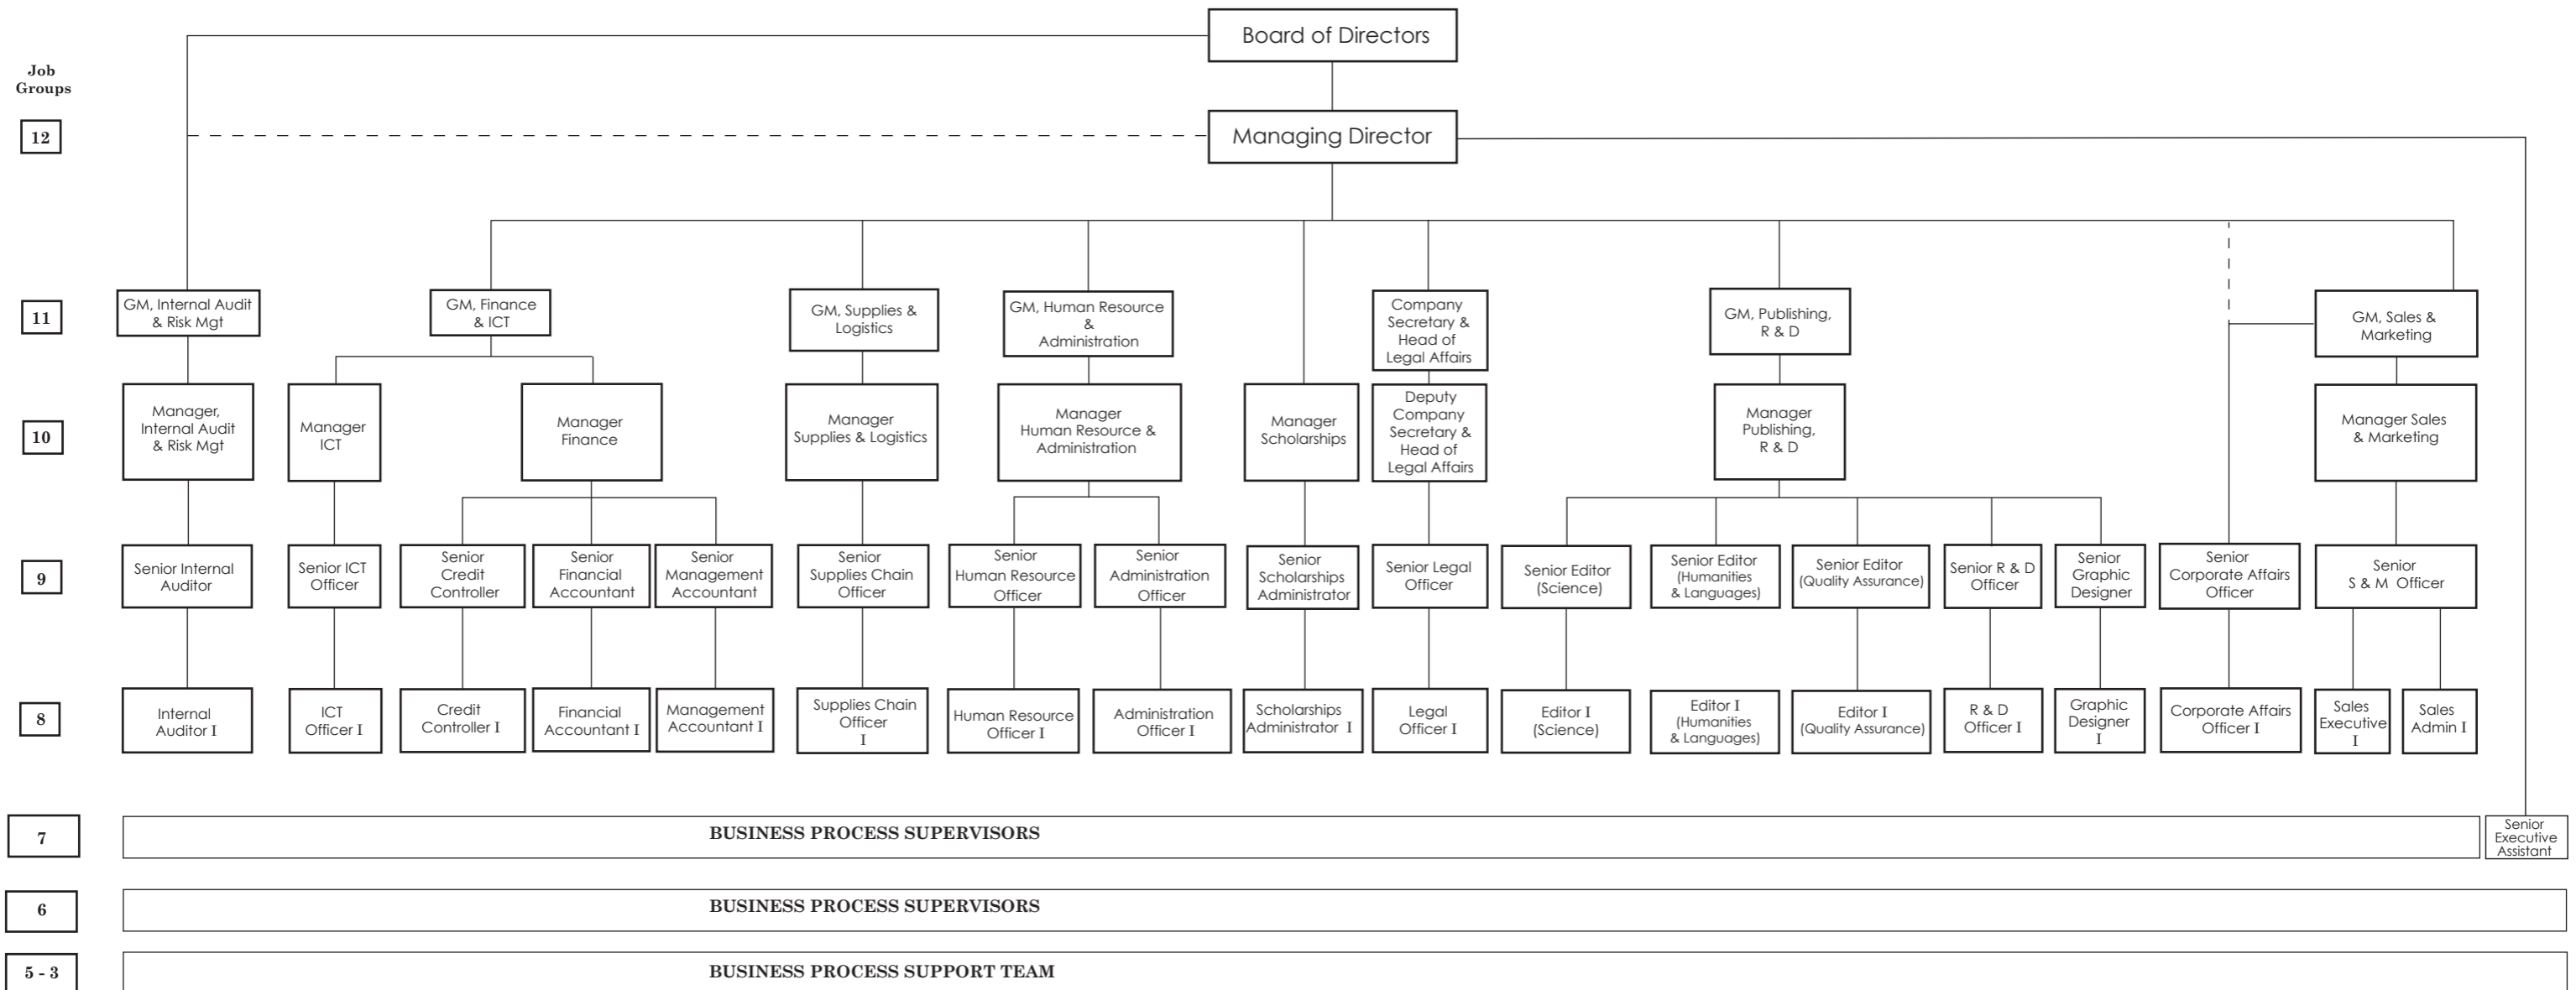 Board of Directors
Job
Groups
12
Managing Director
11
GM, Internal Audit
& Risk Mgt
GM, Finance
& ICT
GM, Supplies &
Logistics
GM, Human Resource
&
Administration
Company
Secretary &
Head of
Legal Affairs
GM, Publishing,
R & D
GM, Sales &
Marketing
10
Manager,
Internal Audit
& Risk Mgt
Manager
ICT
Manager
Finance
Manager
Supplies & Logistics
Manager
Human Resource &
Administration
Manager
Scholarships
Deputy
Company
Secretary &
Head of
Legal Affairs
Manager
Publishing,
R & D
Manager Sales
& Marketing
9
Senior Internal
Auditor
Senior ICT
Officer
Senior
Credit
Controller
Senior
Financial
Accountant
Senior
Management
Accountant
Senior
Supplies Chain
Officer
Senior
Human Resource
Officer
Senior
Administration
Officer
Senior
Scholarships
Administrator
Senior Legal
Officer
Senior Editor
(Science)
Senior Editor
(Humanities
& Languages)
Senior Editor
(Quality Assurance)
Senior R & D
Officer
Senior
Graphic
Designer
Senior
Corporate Affairs
Officer
Senior
S & M Officer
8
Internal
Auditor I
ICT
Officer I
Credit
Controller I
Financial
Accountant I
Management
Accountant I
Supplies Chain
Officer
I
Human Resource
Officer I
Administration
Officer I
Scholarships
Administrator I
Legal
Officer I
Editor I
(Science)
Editor I
(Humanities
& Languages)
Editor I
(Quality Assurance)
R & D
Officer I
Graphic
Designer
I
Corporate Affairs
Officer I
Sales
Executive
I
Sales
Admin I
7
BUSINESS PROCESS SUPERVISORS
Senior
Executive
Assistant
6
BUSINESS PROCESS SUPERVISORS
5 - 3
BUSINESS PROCESS SUPPORT TEAM